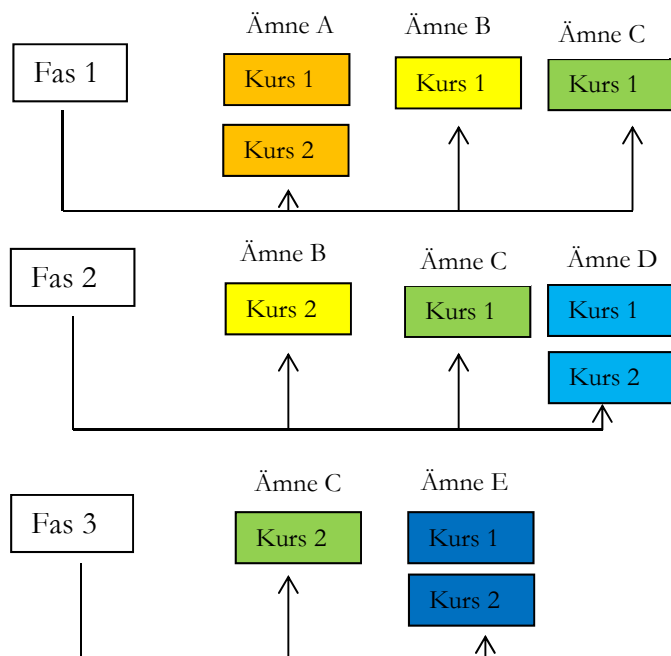 Ämne A
Ämne B
Ämne C
Fas 1
Kurs 1
Kurs 1
Kurs 1
Kurs 2
Ämne B
Ämne C
Ämne D
Fas 2
Kurs 2
Kurs 1
Kurs 1
Kurs 2
Ämne C
Ämne E
Fas 3
Kurs 2
Kurs 1
Kurs 2